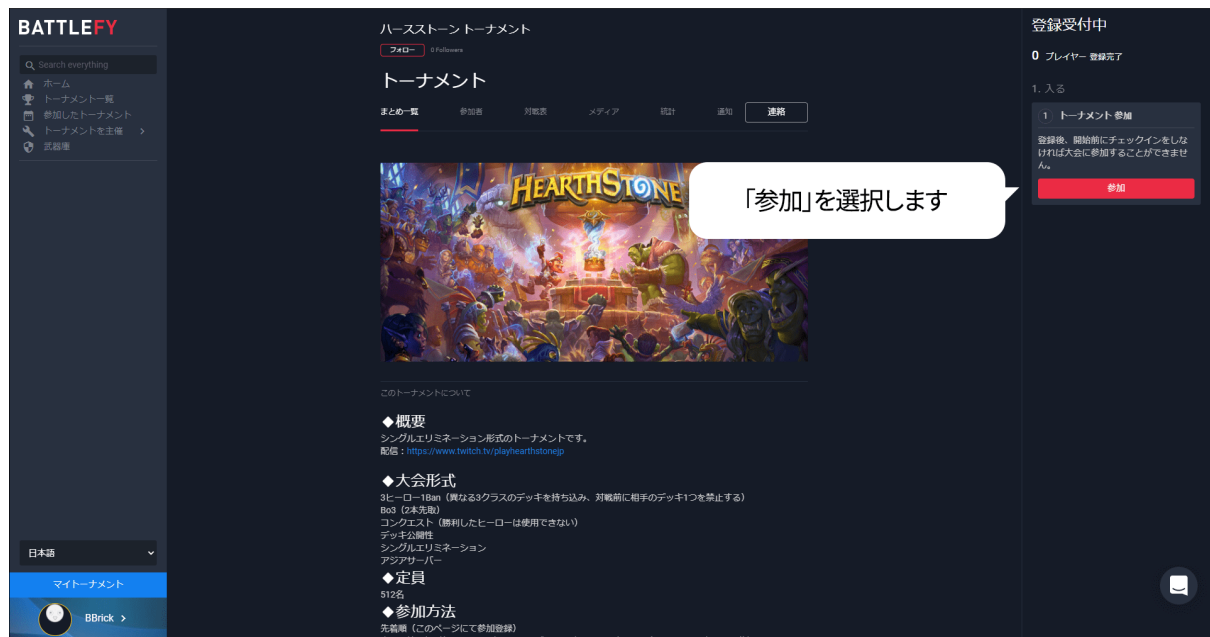 BATTLEFY
Search everything
ホーム
トーナメント一覧
参加したトーナメント
トーナメントを主催
武器庫
日本語
マイトーナメント
BBrick
ハースストーン トーナメント
フォロー 0 Followers
トーナメント
まとめ一覧 参加者 対戦表 メディア 統計 通知 連絡
HEARTHSTONE
「参加」を選択します
このトーナメントについて
◆概要
シングルエリミネーション形式のトーナメントです。
配信：https://www.twitch.tv/playhearthstonejp
◆大会形式
3ヒーロー1Ban（異なる3クラスのデッキを持ち込み、対戦前に相手のデッキ1つを禁止する）
Bo3（2本先取）
コンクエスト（勝利したヒーローは使用できない）
デッキ公開性
シングルエリミネーション
アジアサーバー
◆定員
512名
◆参加方法
先着順（このページにて参加登録）
登録受付中
0 プレイヤー 登録完了
1. 入る
1 トーナメント 参加
登録後、開始前にチェックインをしな
ければ大会に参加することができませ
ん。
参加